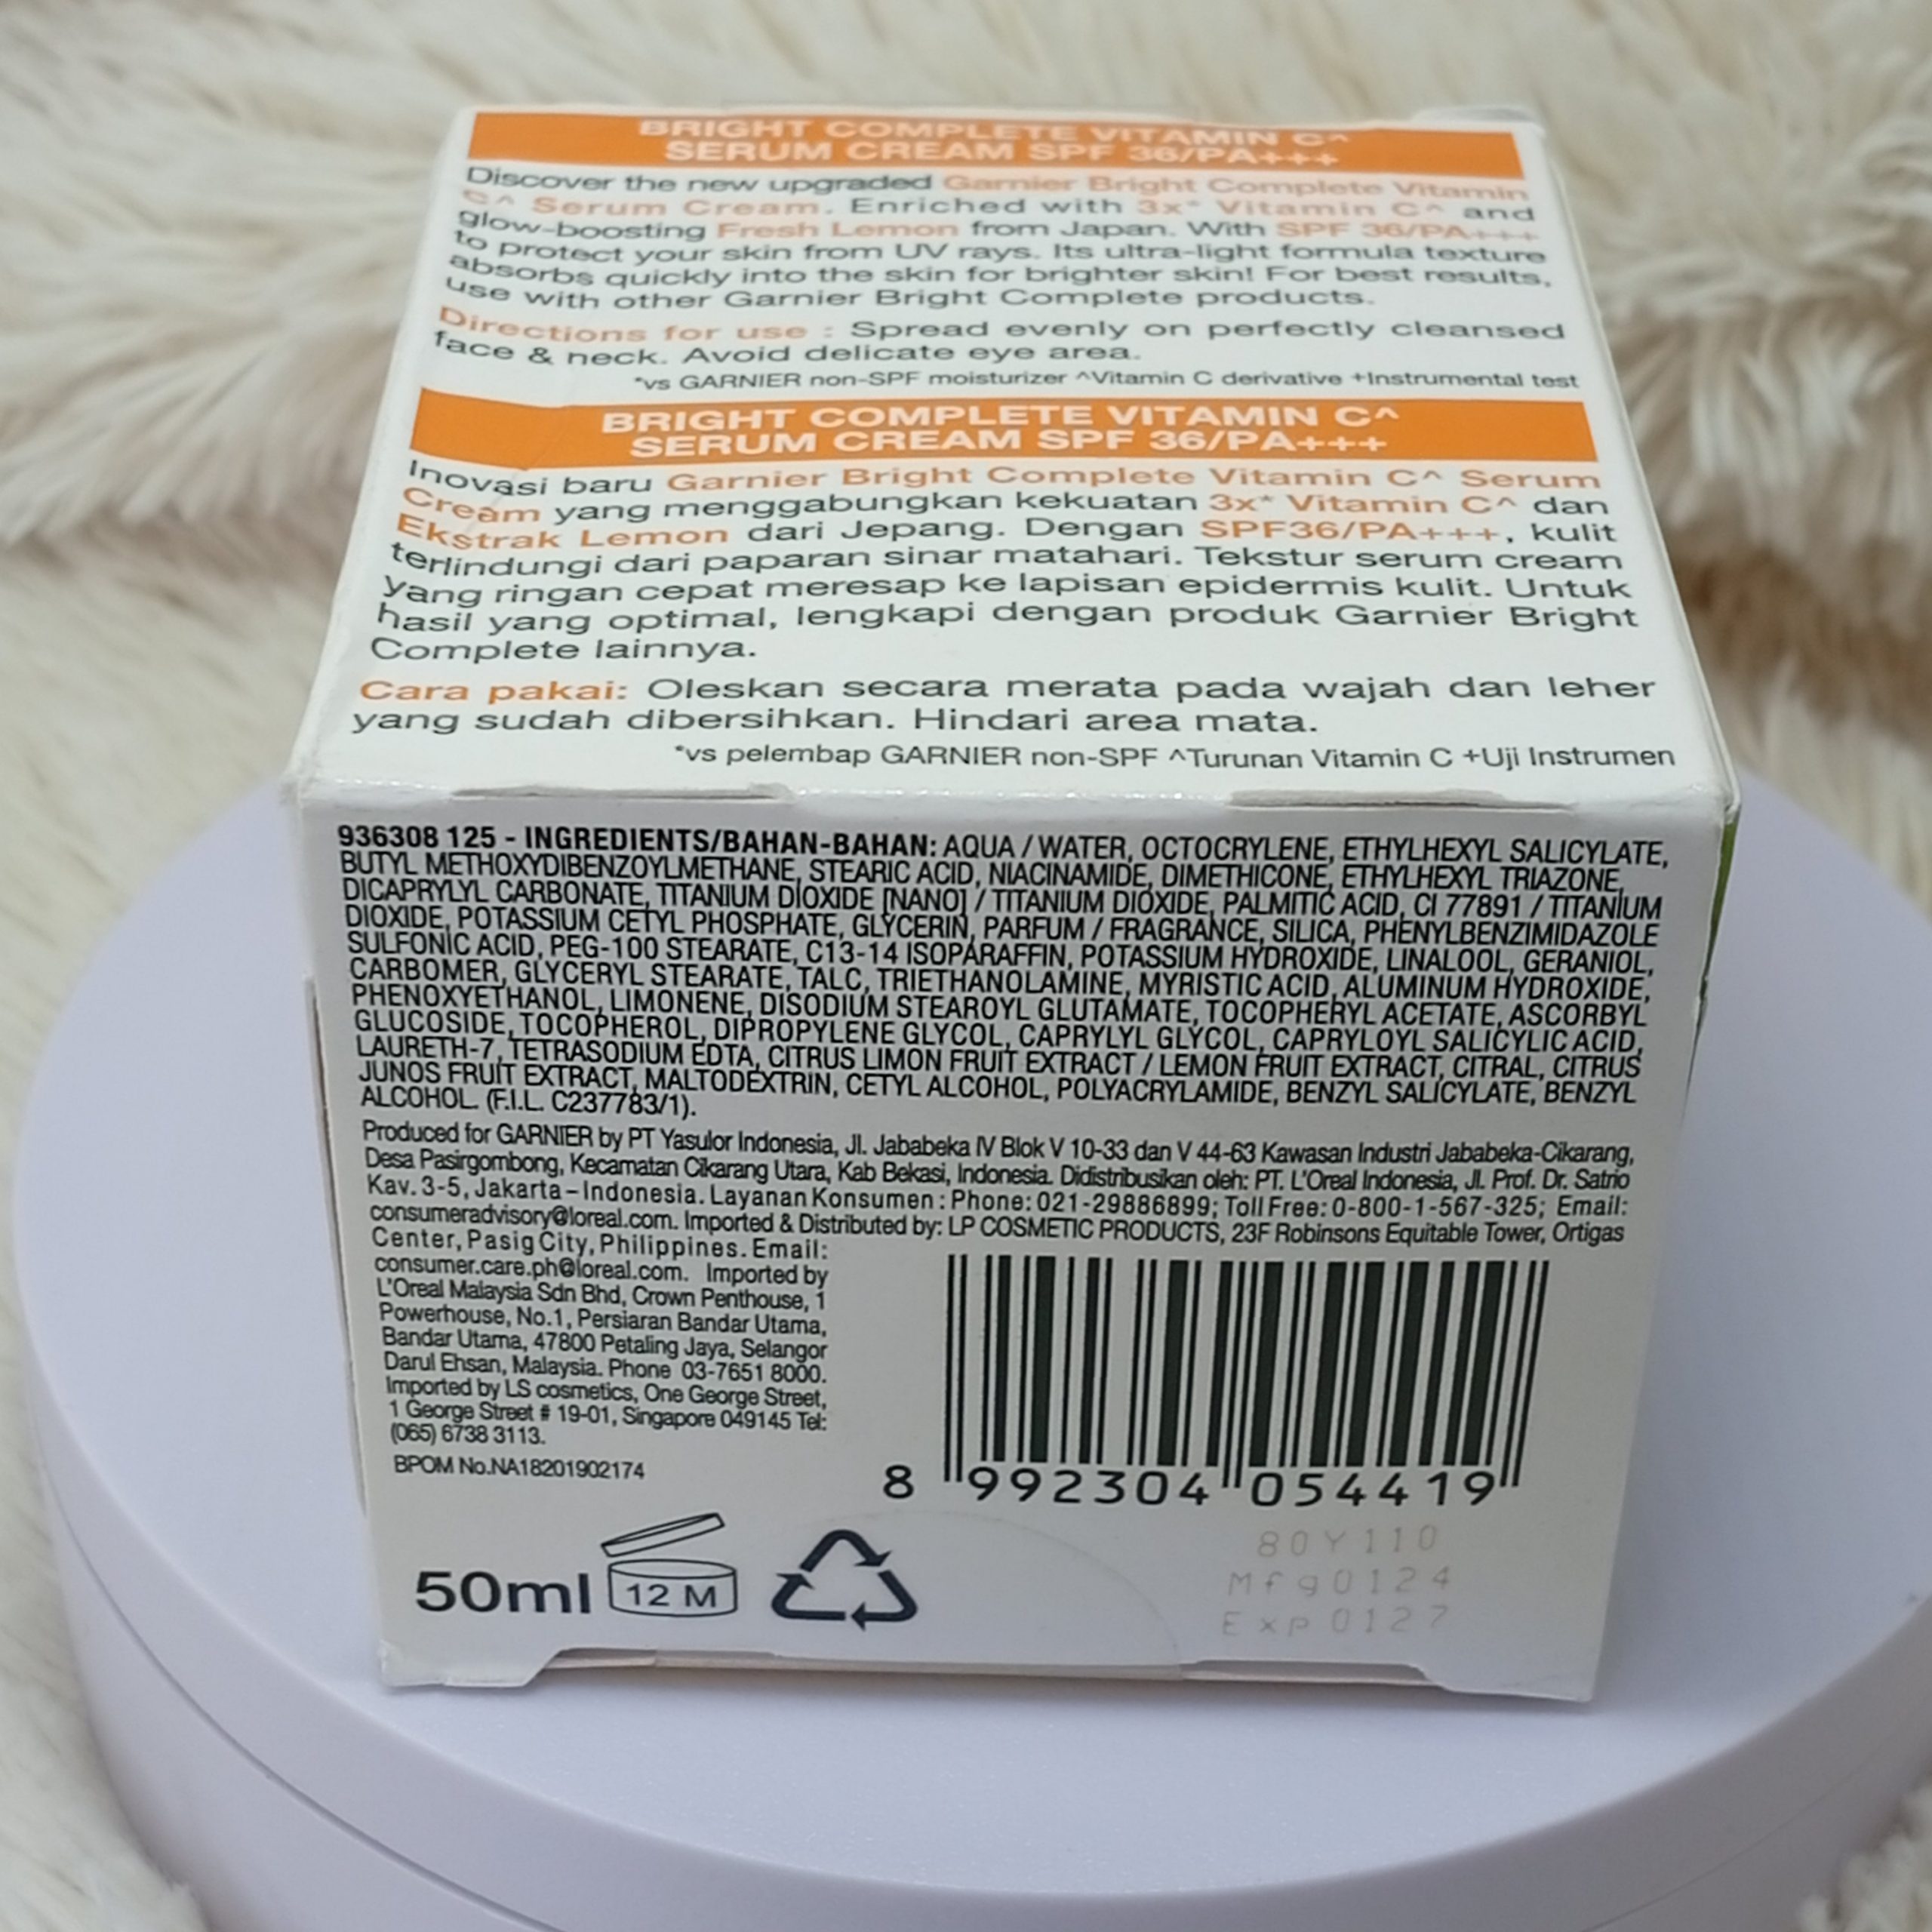 BRIGHT COMPLETE VITAMIN C^
SERUM CREAM SPF 36/PA+++
Discover the new upgraded Garnier Bright Complete Vitamin
C^ Serum Cream. Enriched with 3x* Vitamin C^ and
glow-boosting Fresh Lemon from Japan. With SPF 36/PA+++
to protect your skin from UV rays. Its ultra-light formula texture
absorbs quickly into the skin for brighter skin! For best results,
use with other Garnier Bright Complete products.
Directions for use : Spread evenly on perfectly cleansed
face & neck. Avoid delicate eye area.
*vs GARNIER non-SPF moisturizer ^Vitamin C derivative +Instrumental test
BRIGHT COMPLETE VITAMIN C^
SERUM CREAM SPF 36/PA+++
Inovasi baru Garnier Bright Complete Vitamin C^ Serum
Cream yang menggabungkan kekuatan 3x* Vitamin C^ dan
Ekstrak Lemon dari Jepang. Dengan SPF36/PA+++, kulit
terlindungi dari paparan sinar matahari. Tekstur serum cream
yang ringan cepat meresap ke lapisan epidermis kulit. Untuk
hasil yang optimal, lengkapi dengan produk Garnier Bright
Complete lainnya.
Cara pakai: Oleskan secara merata pada wajah dan leher
yang sudah dibersihkan. Hindari area mata.
*vs pelembap GARNIER non-SPF ^Turunan Vitamin C +Uji Instrumen
936308 125 - INGREDIENTS/BAHAN-BAHAN: AQUA / WATER, OCTOCRYLENE, ETHYLHEXYL SALICYLATE,
BUTYL METHOXYDIBENZOYLMETHANE, STEARIC ACID, NIACINAMIDE, DIMETHICONE, ETHYLHEXYL TRIAZONE,
DICAPRYLYL CARBONATE, TITANIUM DIOXIDE [NANO] / TITANIUM DIOXIDE, PALMITIC ACID, CI 77891 / TITANIUM
DIOXIDE, POTASSIUM CETYL PHOSPHATE, GLYCERIN, PARFUM / FRAGRANCE, SILICA, PHENYLBENZIMIDAZOLE
SULFONIC ACID, PEG-100 STEARATE, C13-14 ISOPARAFFIN, POTASSIUM HYDROXIDE, LINALOOL, GERANIOL,
CARBOMER, GLYCERYL STEARATE, TALC, TRIETHANOLAMINE, MYRISTIC ACID, ALUMINUM HYDROXIDE,
PHENOXYETHANOL, LIMONENE, DISODIUM STEAROYL GLUTAMATE, TOCOPHERYL ACETATE, ASCORBYL
GLUCOSIDE, TOCOPHEROL, DIPROPYLENE GLYCOL, CAPRYLYL GLYCOL, CAPRYLOYL SALICYLIC ACID,
LAURETH-7, TETRASODIUM EDTA, CITRUS LIMON FRUIT EXTRACT / LEMON FRUIT EXTRACT, CITRAL, CITRUS
JUNOS FRUIT EXTRACT, MALTODEXTRIN, CETYL ALCOHOL, POLYACRYLAMIDE, BENZYL SALICYLATE, BENZYL
ALCOHOL. (F.I.L. C237783/1).
Produced for GARNIER by PT Yasulor Indonesia, Jl. Jababeka IV Blok V 10-33 dan V 44-63 Kawasan Industri Jababeka-Cikarang,
Desa Pasirgombong, Kecamatan Cikarang Utara, Kab Bekasi, Indonesia. Didistribusikan oleh: PT. L'Oreal Indonesia, Jl. Prof. Dr. Satrio
Kav. 3-5, Jakarta – Indonesia. Layanan Konsumen : Phone: 021-29886899; Toll Free: 0-800-1-567-325; Email:
consumeradvisory@loreal.com. Imported & Distributed by: LP COSMETIC PRODUCTS, 23F Robinsons Equitable Tower, Ortigas
Center, Pasig City, Philippines. Email:
consumer.care.ph@loreal.com. Imported by
L'Oreal Malaysia Sdn Bhd, Crown Penthouse, 1
Powerhouse, No.1, Persiaran Bandar Utama,
Bandar Utama, 47800 Petaling Jaya, Selangor
Darul Ehsan, Malaysia. Phone 03-7651 8000.
Imported by LS cosmetics, One George Street,
1 George Street # 19-01, Singapore 049145 Tel:
(065) 6738 3113.
BPOM No.NA18201902174
8 992304 054419
80Y110
Mfg0124
Exp0127
50ml 12 M